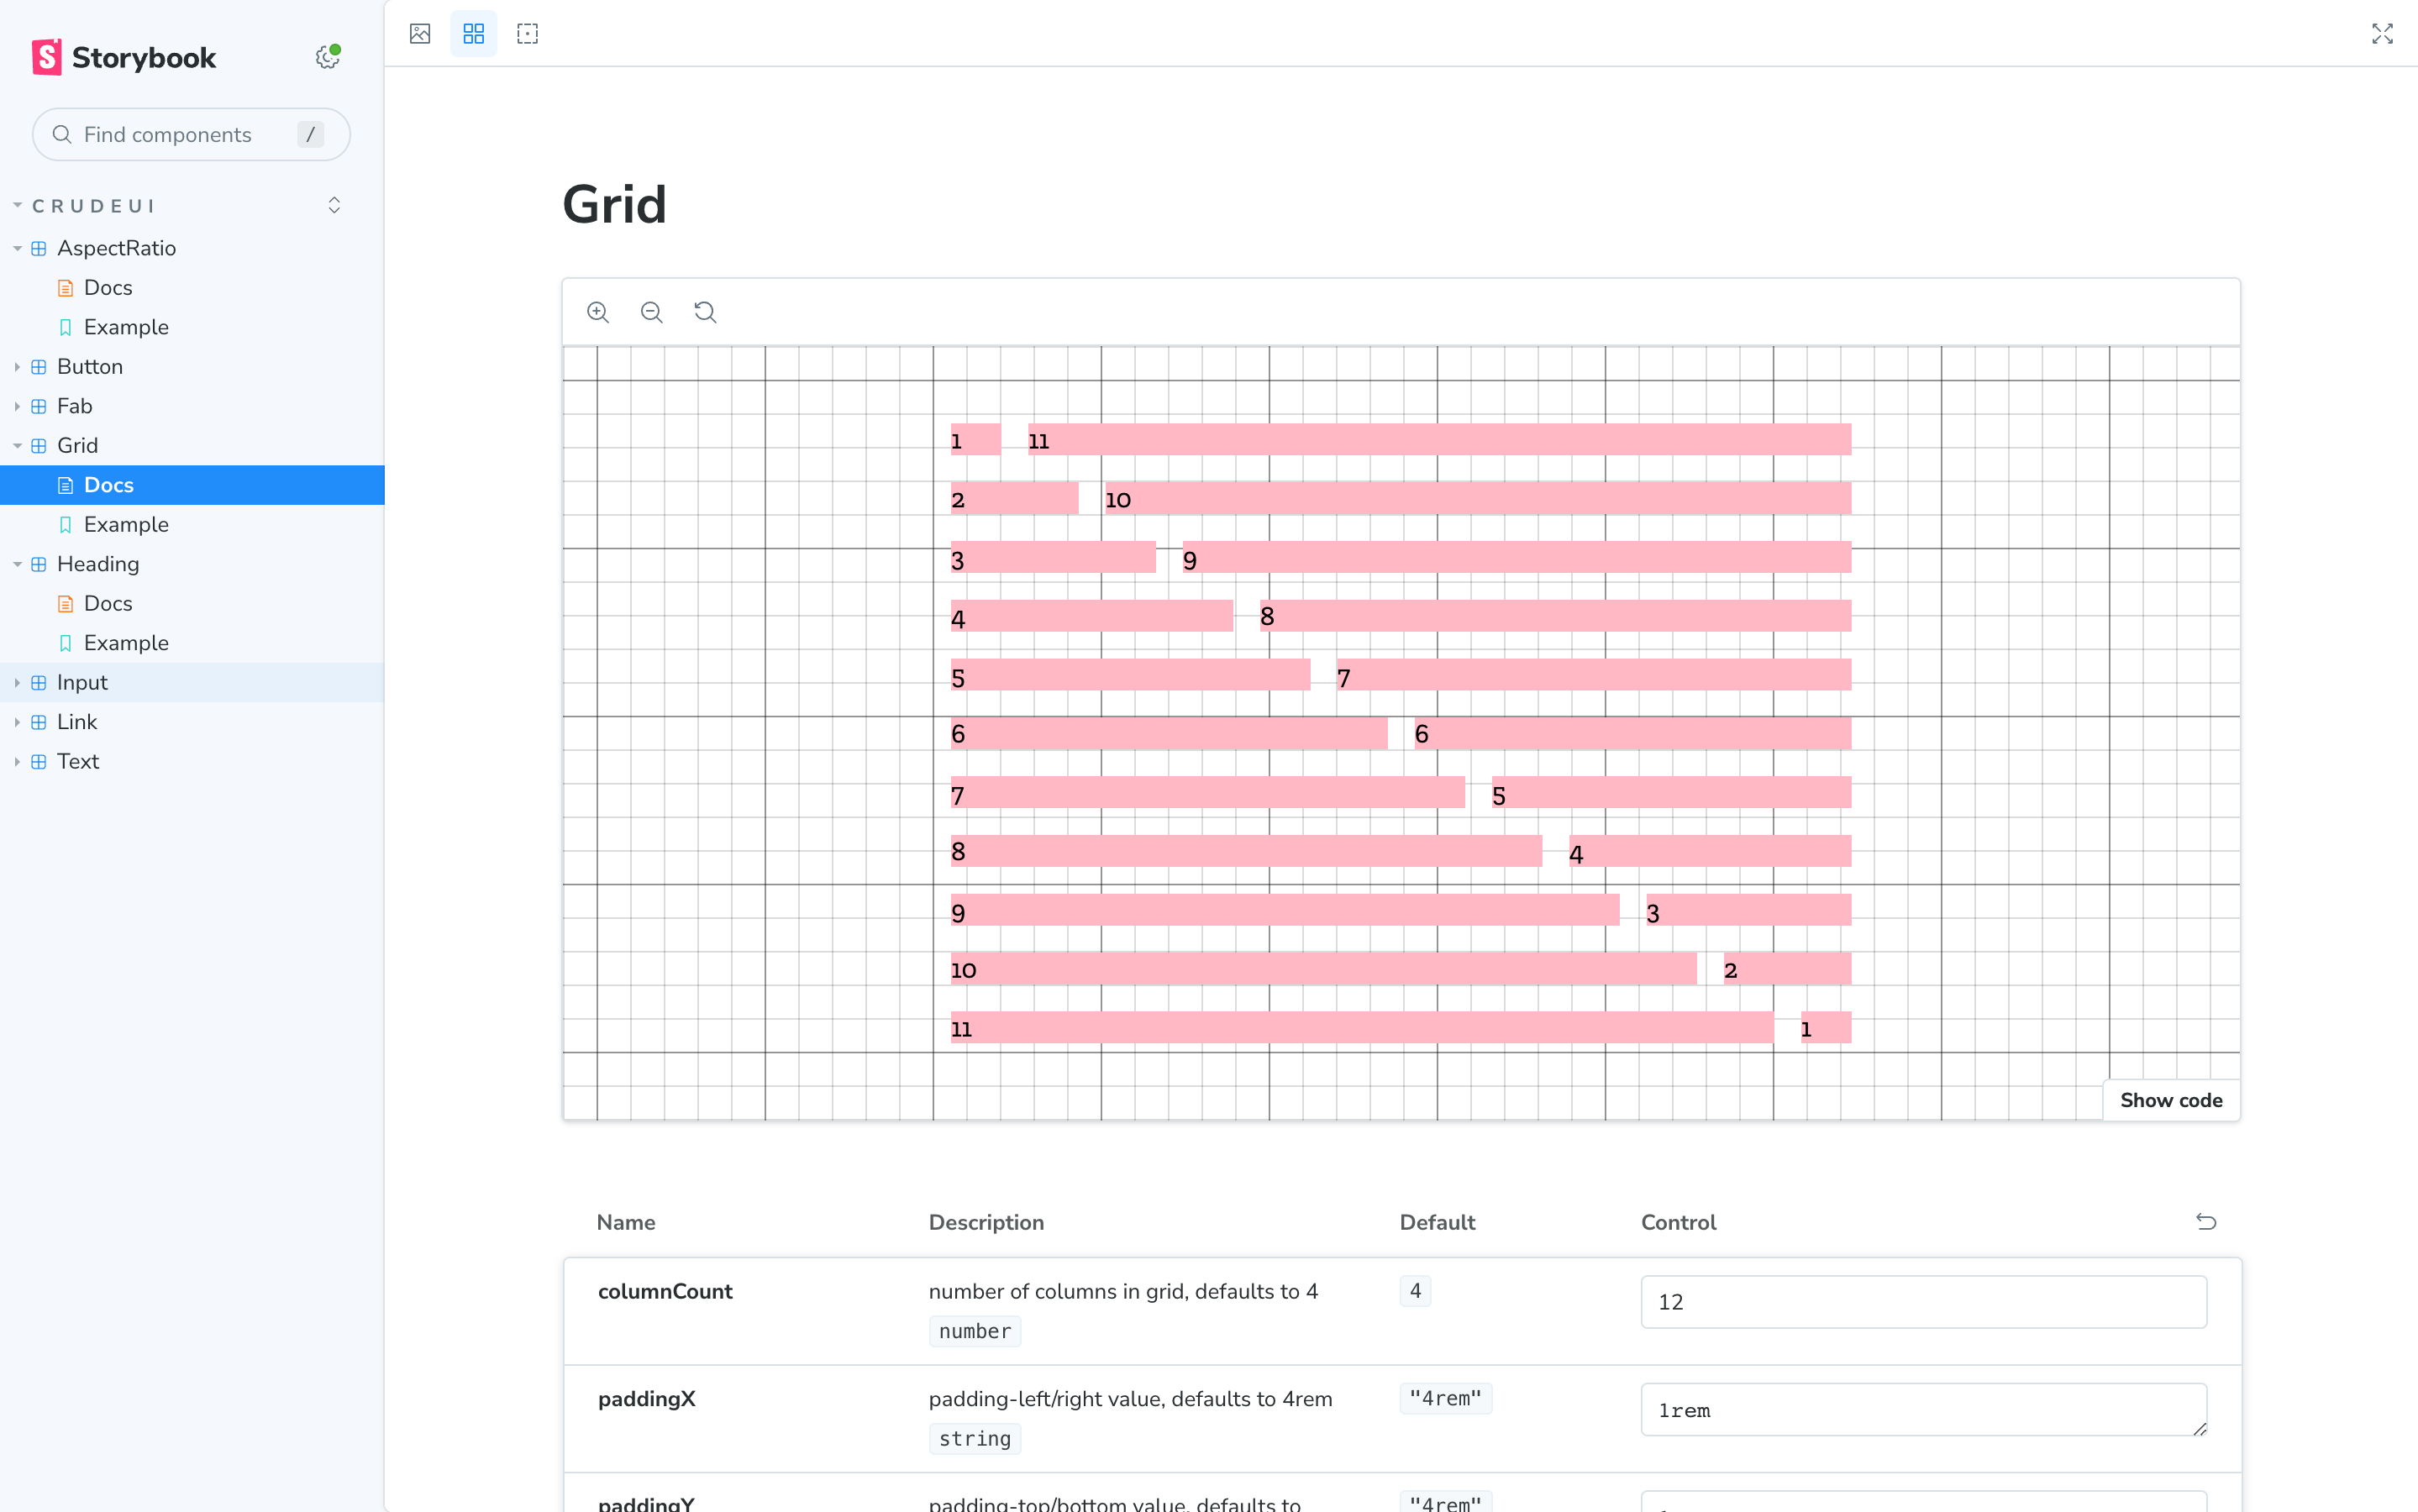 Storybook
Find components
/
CRUDEUI
AspectRatio
Docs
Example
Button
Fab
Grid
Docs
Example
Heading
Docs
Example
Input
Link
Text
Grid
1 11
2 10
3 9
4 8
5 7
6 6
7 5
8 4
9 3
10 2
11 1
Show code
Name Description Default Control
columnCount number of columns in grid, defaults to 4 4 12
number
paddingX padding-left/right value, defaults to 4rem "4rem" 1rem
string
paddingY padding-top/bottom value, defaults to "4rem"